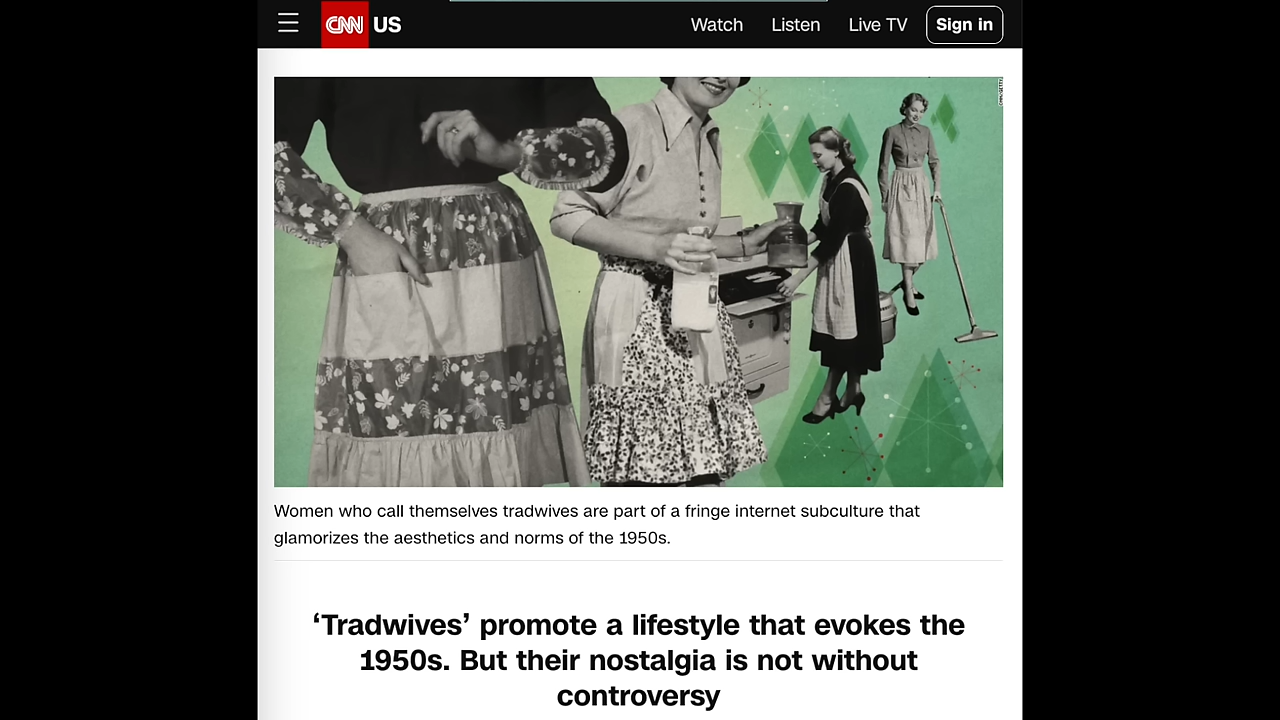 CNN US
Watch
Listen
Live TV
Sign in
Women who call themselves tradwives are part of a fringe internet subculture that
glamorizes the aesthetics and norms of the 1950s.
‘Tradwives’ promote a lifestyle that evokes the
1950s. But their nostalgia is not without
controversy